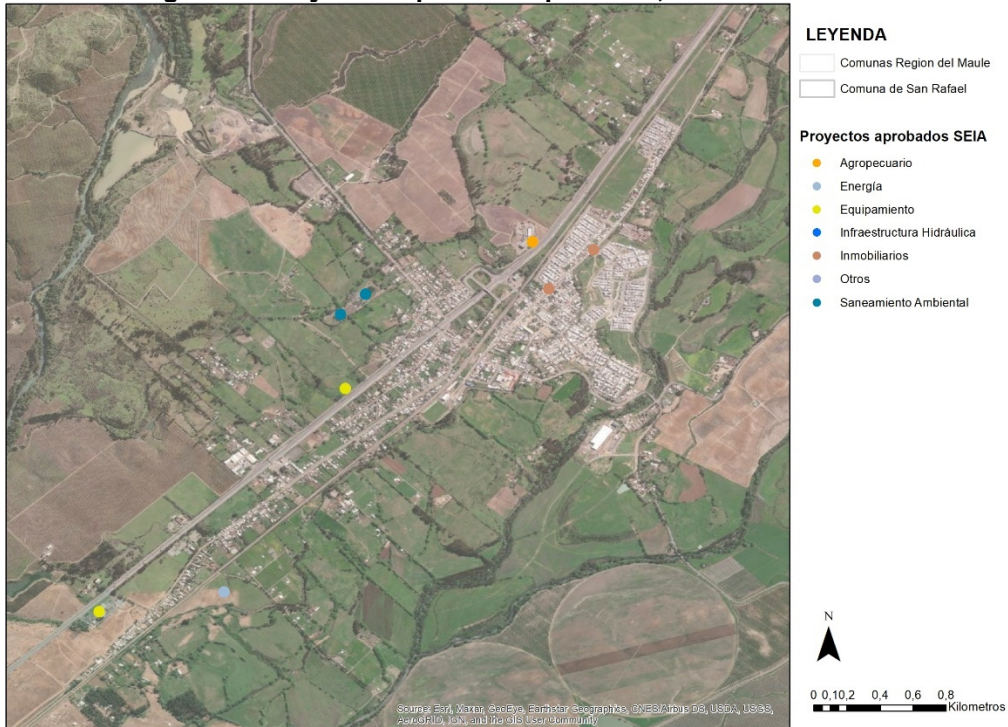 LEYENDA
Comunas Region del Maule
Comuna de San Rafael
Proyectos aprobados SEIA
Agropecuario
Energía
Equipamiento
Infraestructura Hidráulica
Inmobiliarios
Otros
Saneamiento Ambiental
N
0 0,10,2 0,4 0,6 0,8
Kilometros
Source: Esri, Maxar, GeoEye, Earthstar Geographics, CNES/Airbus DS, USDA, USGS,
AeroGRID, IGN, and the GIS User Community